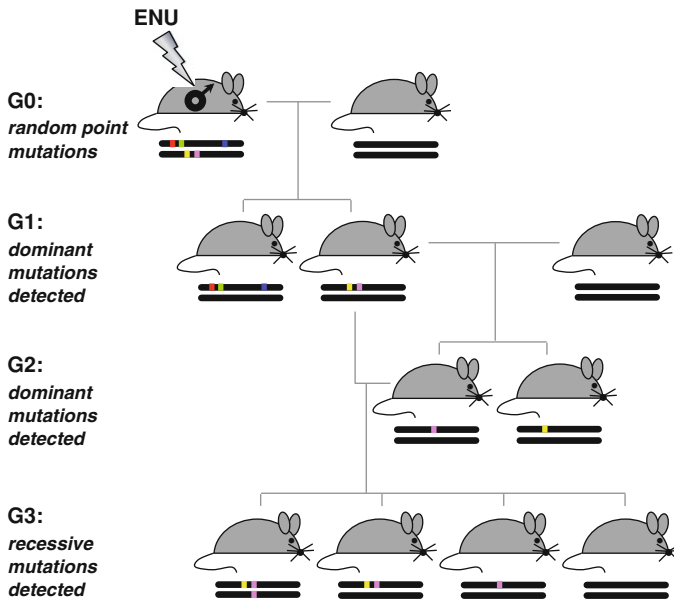 ENU
G0:
random point
mutations
G1:
dominant
mutations
detected
G2:
dominant
mutations
detected
G3:
recessive
mutations
detected